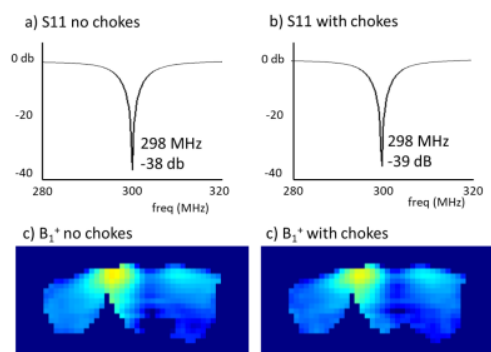 a) S11 no chokes
b) S11 with chokes
0 db
-20
-40
298 MHz
-38 db
280
300
320
freq (MHz)
0 db
-20
-40
298 MHz
-39 dB
280
300
320
freq (MHz)
c) B₁⁺ no chokes
c) B₁⁺ with chokes